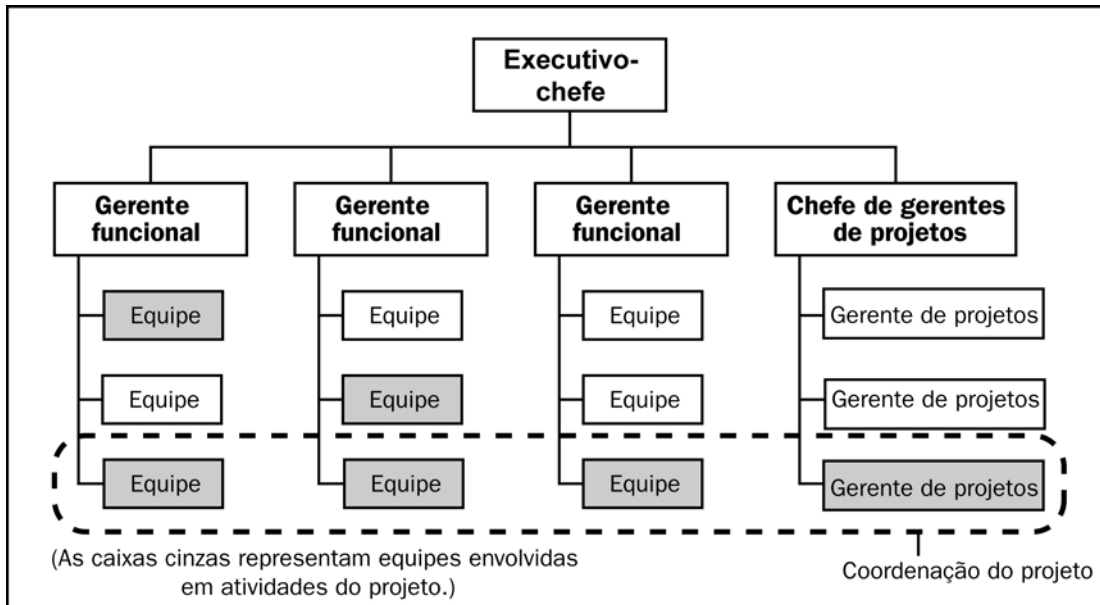 Executivo-
chefe
Gerente
funcional
Gerente
funcional
Gerente
funcional
Chefe de gerentes
de projetos
Equipe
Equipe
Equipe
Gerente de projetos
Equipe
Equipe
Equipe
Gerente de projetos
Equipe
Equipe
Equipe
Gerente de projetos
(As caixas cinzas representam equipes envolvidas
em atividades do projeto.)
Coordenação do projeto